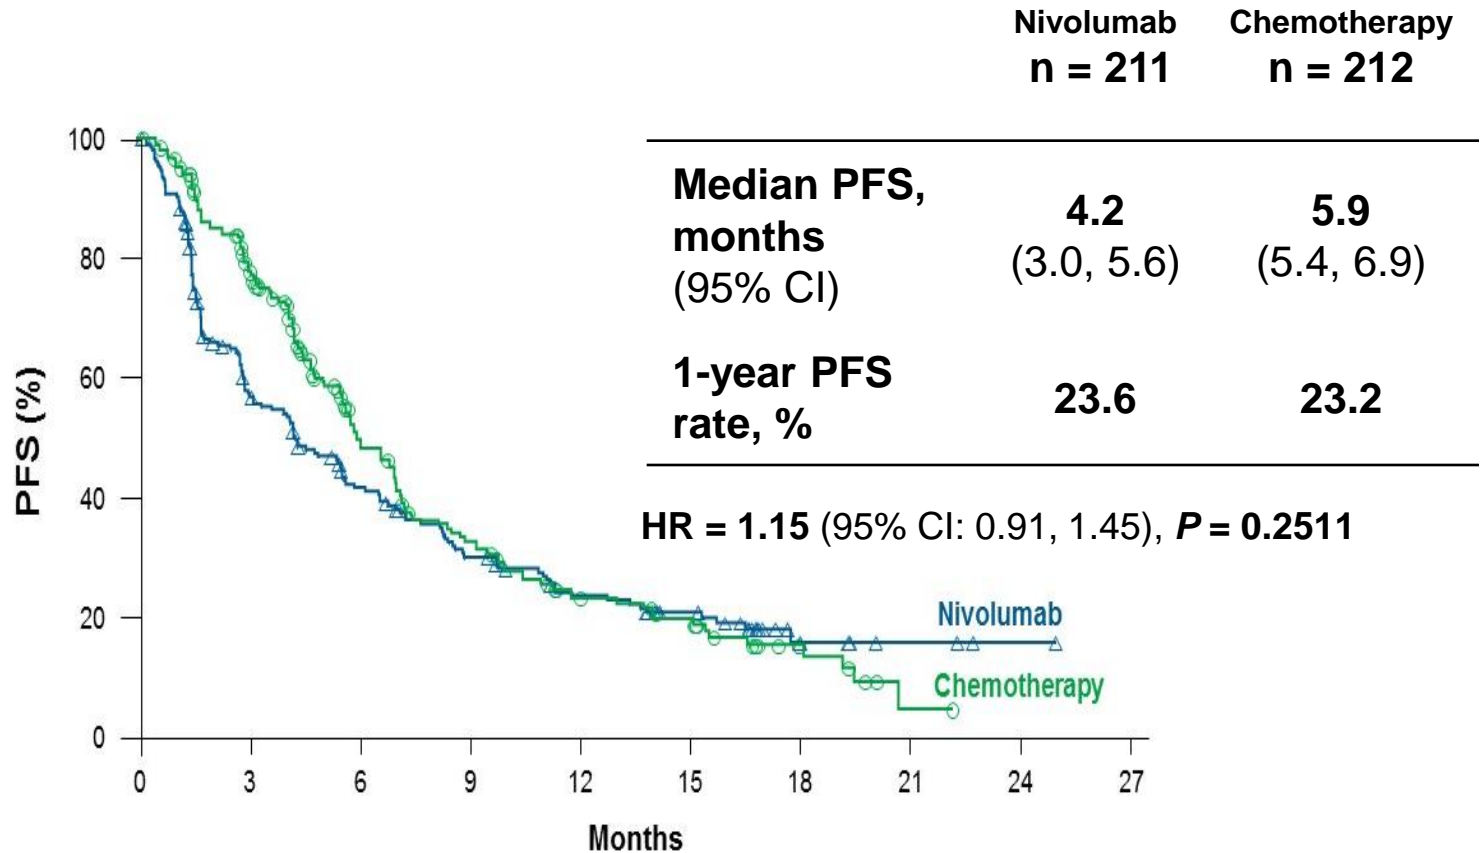 Nivolumab Chemotherapy
n = 211 n = 212
Median PFS,
months
(95% CI)
4.2 5.9
(3.0, 5.6) (5.4, 6.9)
1-year PFS
rate, %
23.6 23.2
HR = 1.15 (95% CI: 0.91, 1.45), P = 0.2511
PFS (%)
100
80
60
40
20
0
Nivolumab
Chemotherapy
0 3 6 9 12 15 18 21 24 27
Months